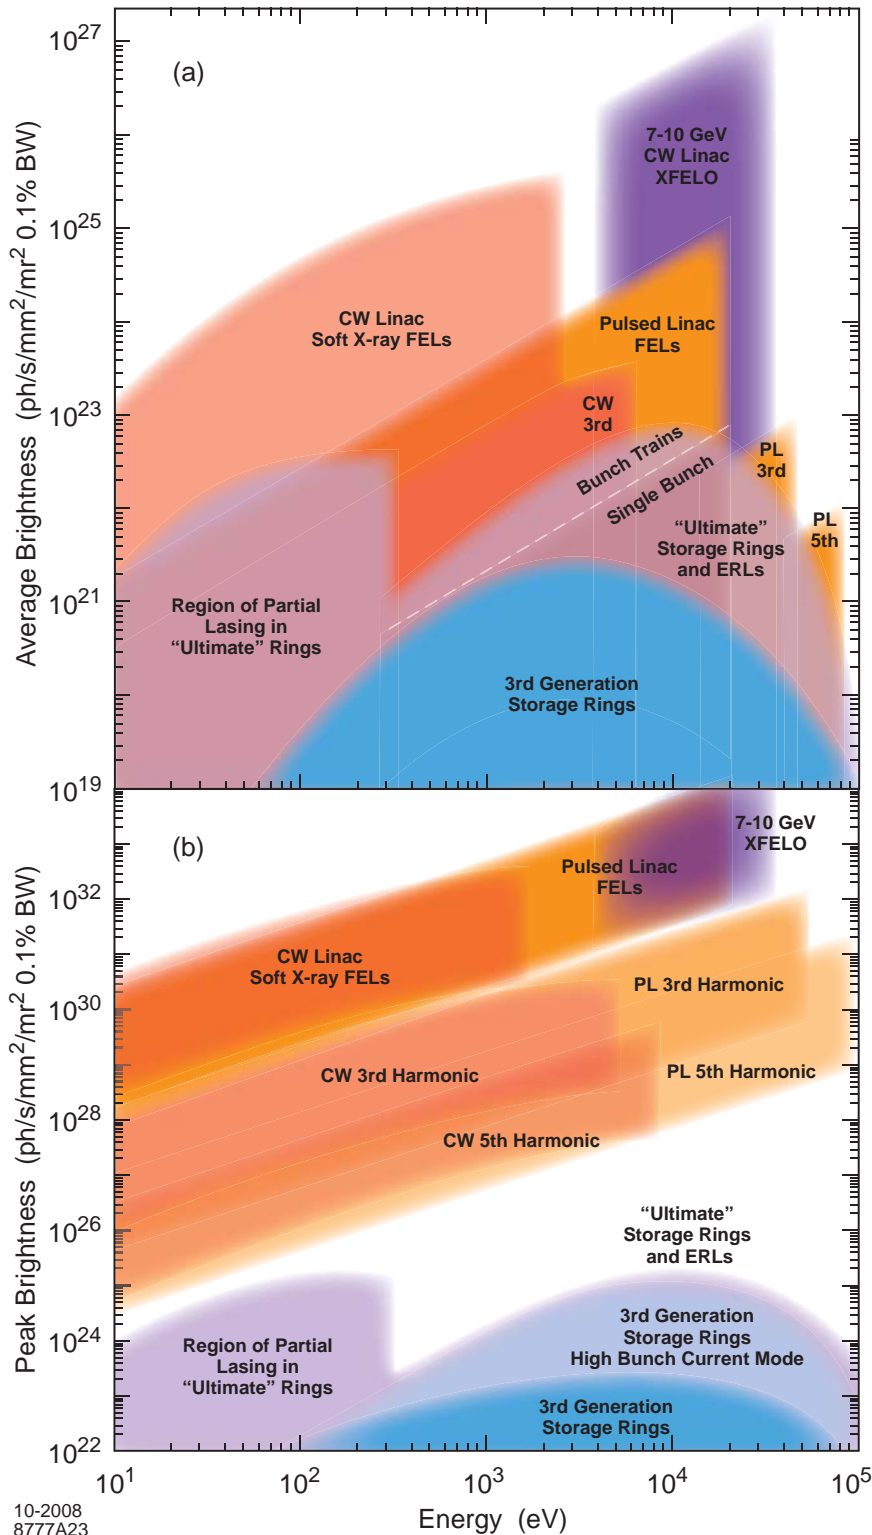 (a)
10^27
10^25
10^23
10^21
10^19
Average Brightness (ph/s/mm^2/mr^2 0.1% BW)
7-10 GeV
CW Linac
XFELO
CW Linac
Soft X-ray FELs
Pulsed Linac
FELs
CW
3rd
Bunch Trains
Single Bunch
PL
3rd
PL
5th
“Ultimate”
Storage Rings
and ERLs
Region of Partial
Lasing in
“Ultimate” Rings
3rd Generation
Storage Rings
(b)
10^32
10^30
10^28
10^26
10^24
10^22
Peak Brightness (ph/s/mm^2/mr^2 0.1% BW)
7-10 GeV
XFELO
Pulsed Linac
FELs
CW Linac
Soft X-ray FELs
PL 3rd Harmonic
CW 3rd Harmonic
PL 5th Harmonic
CW 5th Harmonic
“Ultimate”
Storage Rings
and ERLs
Region of Partial
Lasing in
“Ultimate” Rings
3rd Generation
Storage Rings
High Bunch Current Mode
3rd Generation
Storage Rings
10^1
10^2
10^3
10^4
10^5
Energy (eV)
10-2008
8777A23